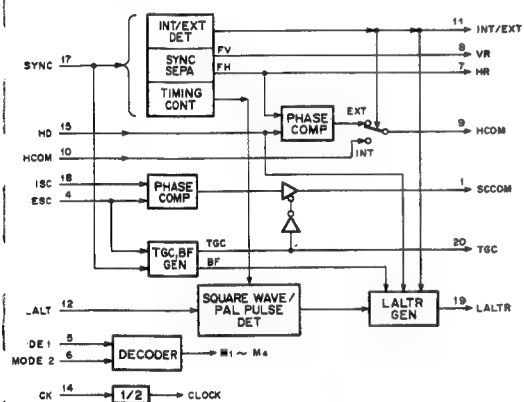 INT/EXT
DET
11 INT/EXT
SYNC 17
SYNC
SEPA
FV
8 VR
FH
7 HR
TIMING
CONT
HD 15
PHASE
COMP
EXT
9 HCOM
HCOM 10
INT
ISC 18
ESC 4
PHASE
COMP
1 SCCOM
TGC,BF
GEN
TGC
20 TGC
BF
LALT 12
SQUARE WAVE/
PAL PULSE
DET
LALTR
GEN
19 LALTR
DE 1 5
MODE 2 6
DECODER
M1 ~ M4
CK 14
1/2
CLOCK